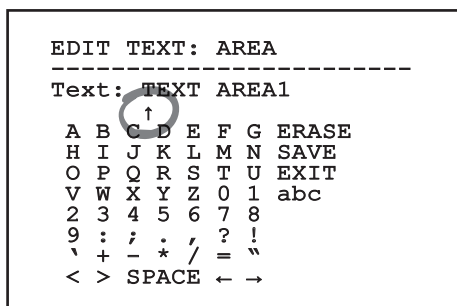 EDIT TEXT: AREA
------------------------
Text: TEXT AREA1
↑
A B C D E F G ERASE
H I J K L M N SAVE
O P Q R S T U EXIT
V W X Y Z 0 1 abc
2 3 4 5 6 7 8
9 : ; . , ? !
‵ + - * / = ‶
< > SPACE ← →